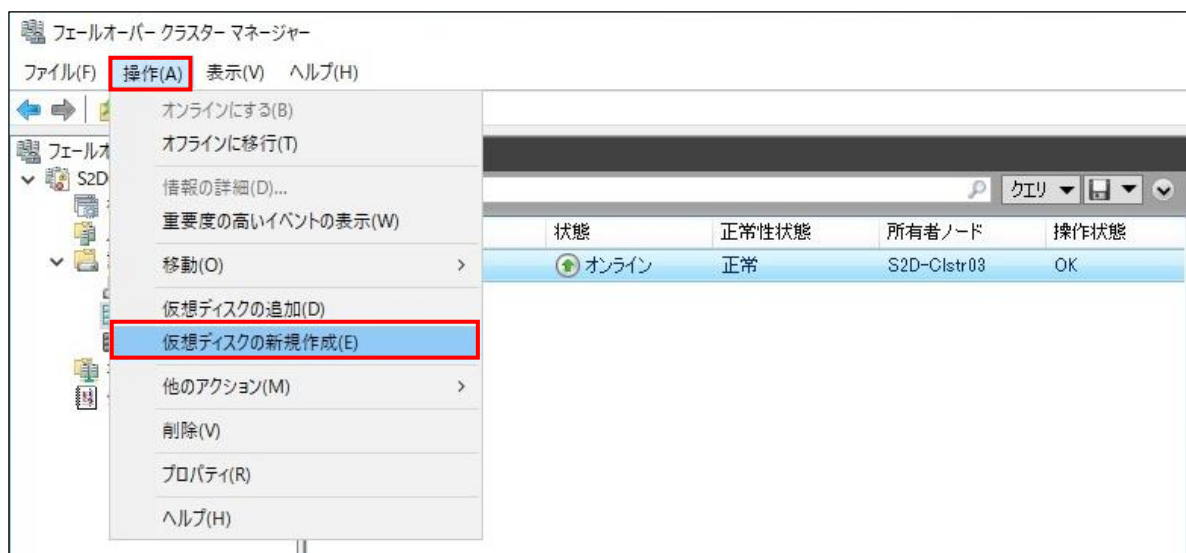 フェールオーバー クラスター マネージャー
ファイル(F) 操作(A) 表示(V) ヘルプ(H)
オンラインにする(B)
オフラインに移行(T)
情報の詳細(D)...
重要度の高いイベントの表示(W)
移動(O)
仮想ディスクの追加(D)
仮想ディスクの新規作成(E)
他のアクション(M)
削除(V)
プロパティ(R)
ヘルプ(H)
フェールオ
S2D
クエリ
状態 正常性状態 所有者ノード 操作状態
オンライン 正常 S2D-Clstr03 OK